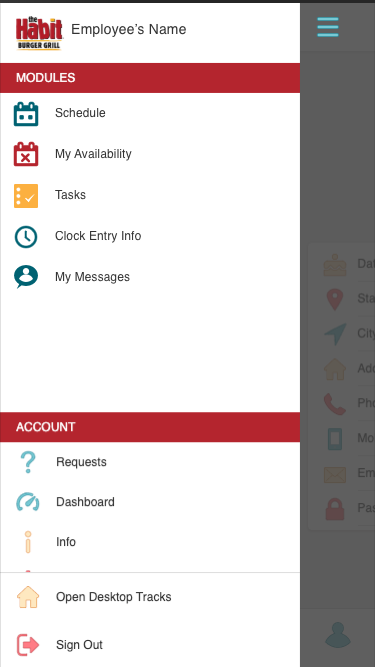 the
Habit
BURGER GRILL
Employee's Name
MODULES
Schedule
My Availability
Tasks
Clock Entry Info
My Messages
ACCOUNT
Requests
Dashboard
Info
Open Desktop Tracks
Sign Out
Dat
Sta
City
Add
Pho
Mo
Em
Pas